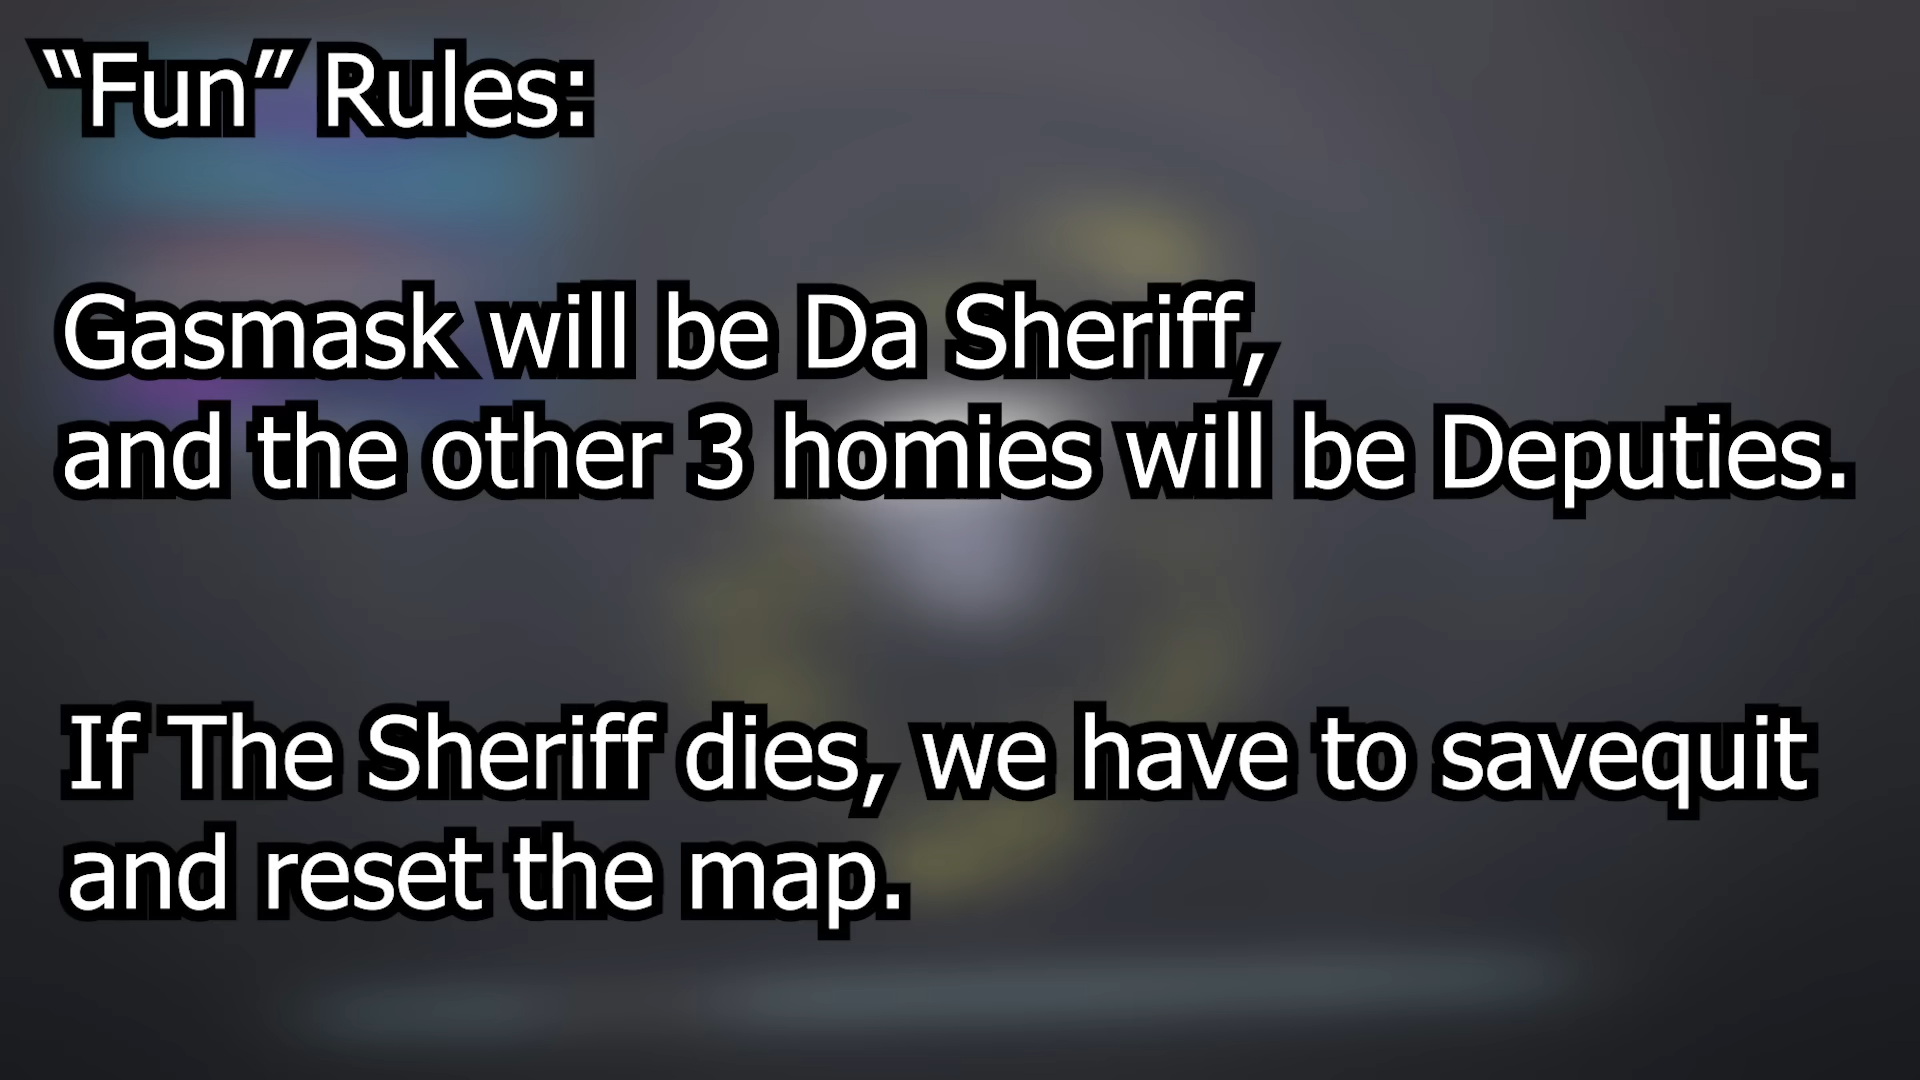 “Fun” Rules:
Gasmask will be Da Sheriff,
and the other 3 homies will be Deputies.
If The Sheriff dies, we have to savequit
and reset the map.